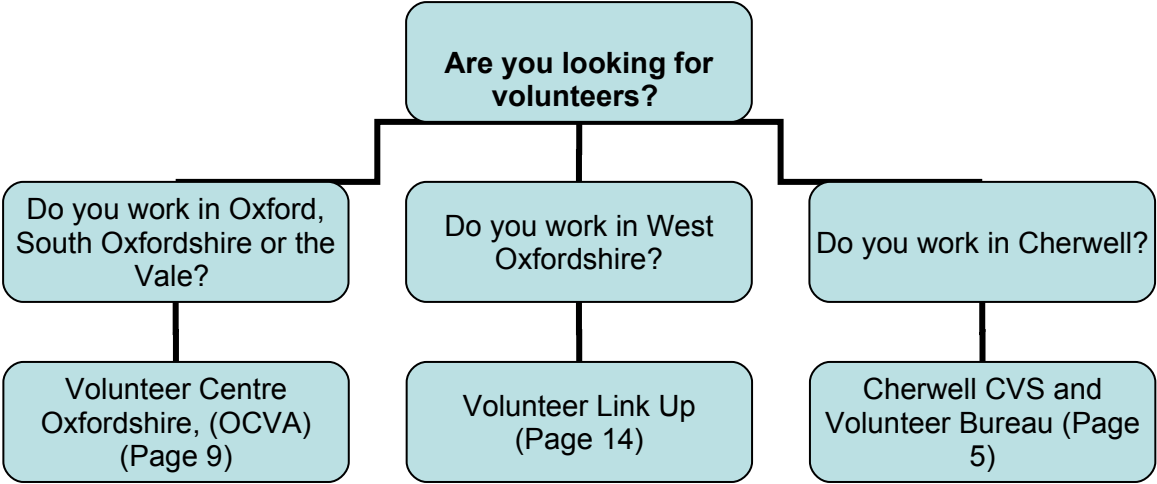 Are you looking for
volunteers?
Do you work in Oxford,
South Oxfordshire or the
Vale?
Do you work in West
Oxfordshire?
Do you work in Cherwell?
Volunteer Centre
Oxfordshire, (OCVA)
(Page 9)
Volunteer Link Up
(Page 14)
Cherwell CVS and
Volunteer Bureau (Page
5)